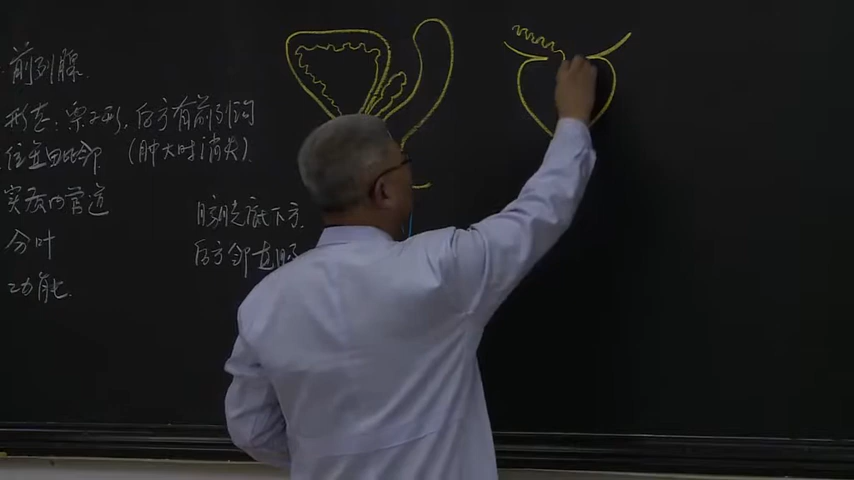 前列腺.
形态: 栗子形, 后方有前列沟
位置毗邻 (肿大时消失).
实质内管道
分叶
功能.
膀胱底下方.
后方邻直肠